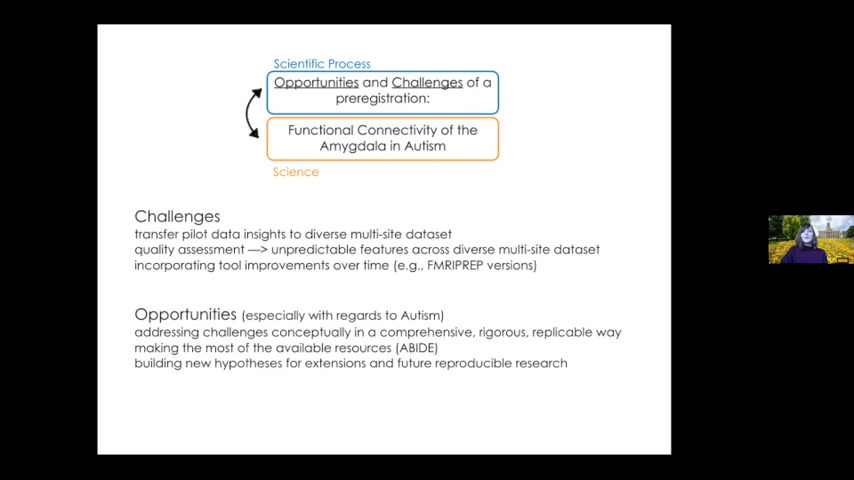 Scientific Process
Opportunities and Challenges of a
preregistration:
Functional Connectivity of the
Amygdala in Autism
Science
Challenges
transfer pilot data insights to diverse multi-site dataset
quality assessment —> unpredictable features across diverse multi-site dataset
incorporating tool improvements over time (e.g., FMRIPREP versions)
Opportunities (especially with regards to Autism)
addressing challenges conceptually in a comprehensive, rigorous, replicable way
making the most of the available resources (ABIDE)
building new hypotheses for extensions and future reproducible research